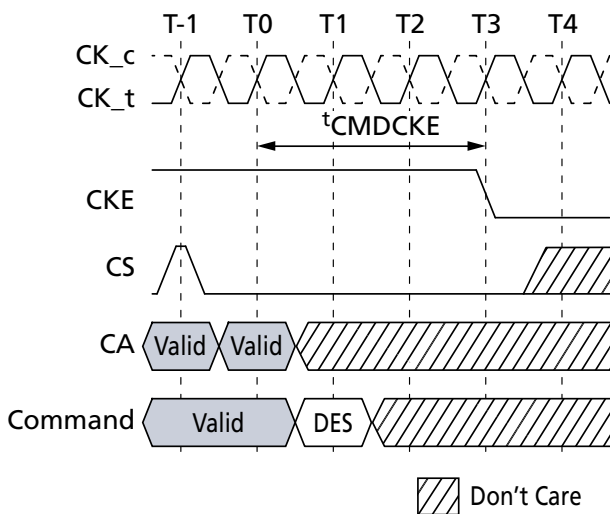 T-1 T0 T1 T2 T3 T4
CK_c
CK_t
tCMDCKE
CKE
CS
CA Valid Valid
Command Valid DES
Don't Care